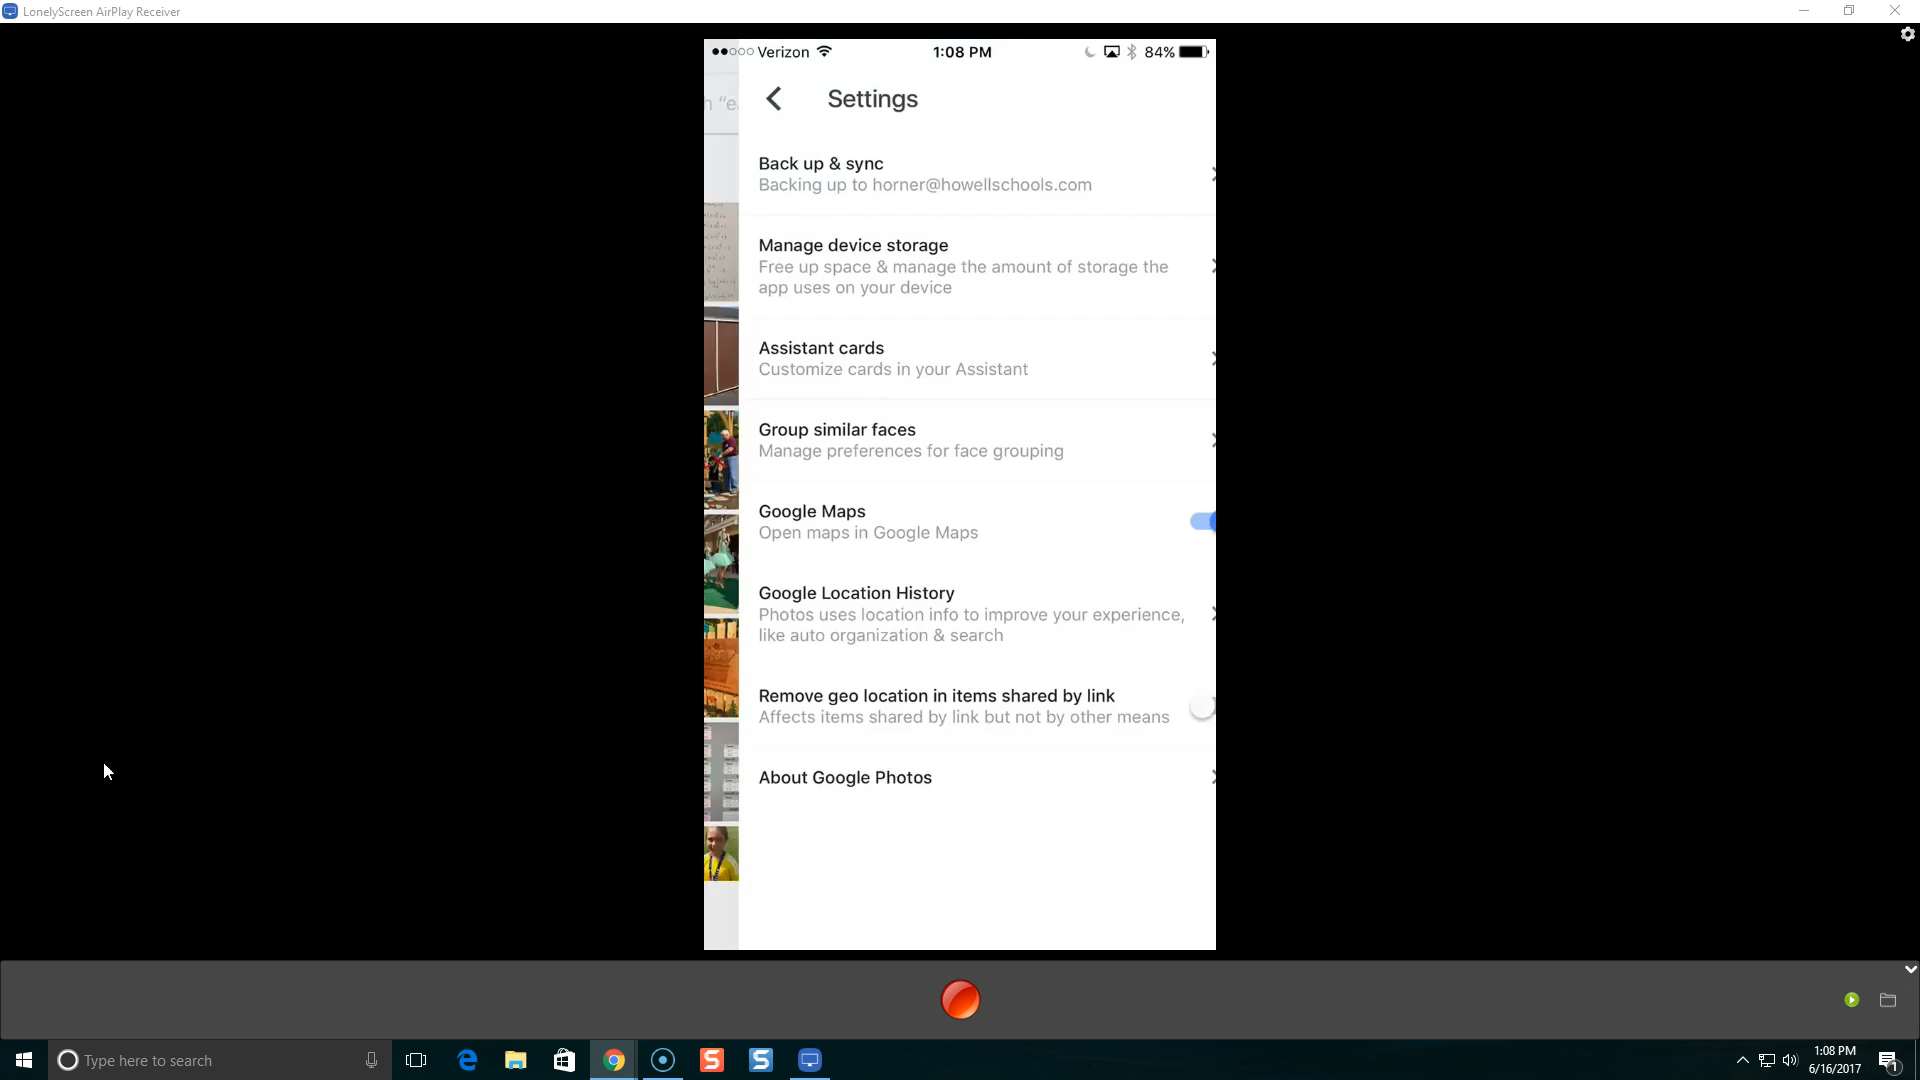 LonelyScreen AirPlay Receiver
Verizon 1:08 PM 84%
h "e
Settings
Back up & sync
Backing up to horner@howellschools.com
Manage device storage
Free up space & manage the amount of storage the
app uses on your device
Assistant cards
Customize cards in your Assistant
Group similar faces
Manage preferences for face grouping
Google Maps
Open maps in Google Maps
Google Location History
Photos uses location info to improve your experience,
like auto organization & search
Remove geo location in items shared by link
Affects items shared by link but not by other means
About Google Photos
Type here to search
1:08 PM
6/16/2017
1